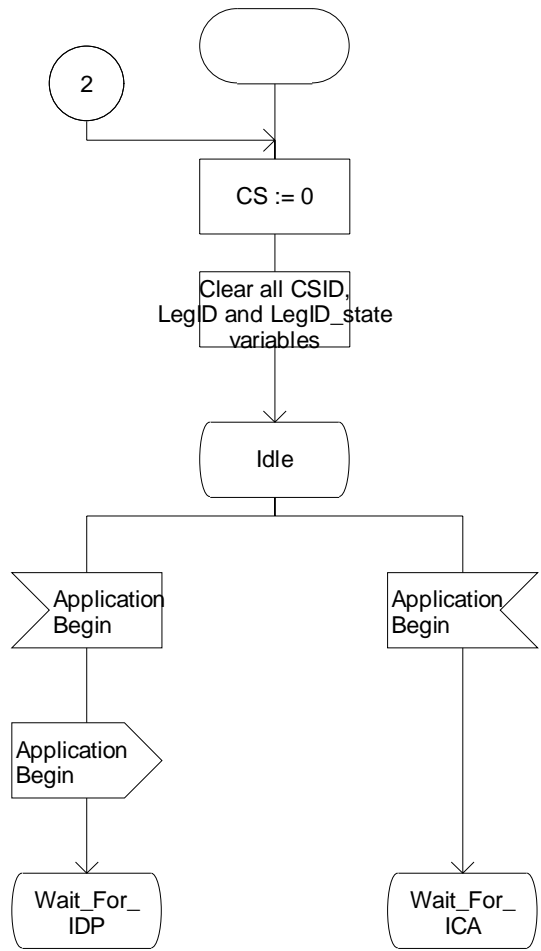 2
CS := 0
Clear all CSID,
LegID and LegID_state
variables
Idle
Application
Begin
Application
Begin
Application
Begin
Wait_For_
IDP
Wait_For_
ICA